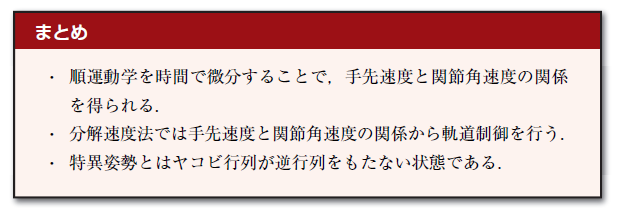 まとめ
・ 順運動学を時間で微分することで，手先速度と関節角速度の関係
を得られる．
・ 分解速度法では手先速度と関節角速度の関係から軌道制御を行う．
・ 特異姿勢とはヤコビ行列が逆行列をもたない状態である．